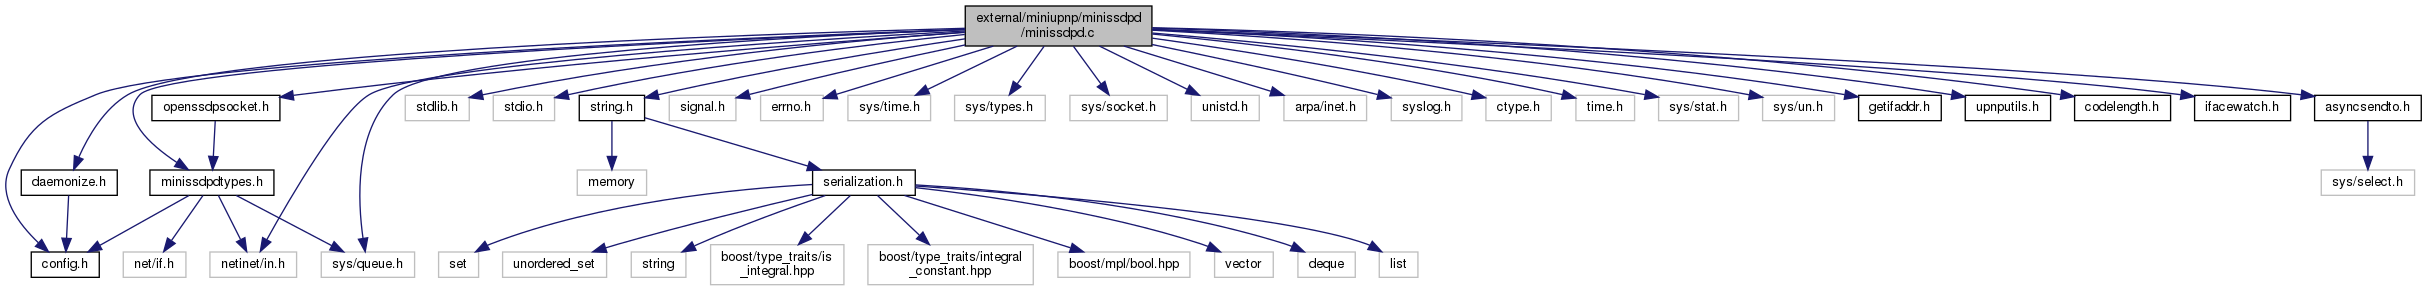 external/miniupnp/minissdpd
/minissdpd.c
openssdpsocket.h
stdlib.h
stdio.h
string.h
signal.h
errno.h
sys/time.h
sys/types.h
sys/socket.h
unistd.h
arpa/inet.h
syslog.h
ctype.h
time.h
sys/stat.h
sys/un.h
getifaddr.h
upnputils.h
codelength.h
ifacewatch.h
asyncsendto.h
daemonize.h
minissdpdtypes.h
memory
serialization.h
sys/select.h
config.h
net/if.h
netinet/in.h
sys/queue.h
set
unordered_set
string
boost/type_traits/is
_integral.hpp
boost/type_traits/integral
_constant.hpp
boost/mpl/bool.hpp
vector
deque
list